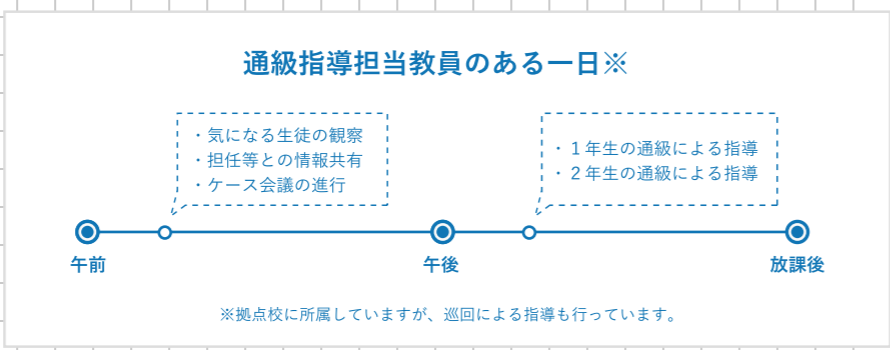 通級指導担当教員のある一日※
・気になる生徒の観察
・担任等との情報共有
・ケース会議の進行
・１年生の通級による指導
・２年生の通級による指導
午前
午後
放課後
※拠点校に所属していますが、巡回による指導も行っています。